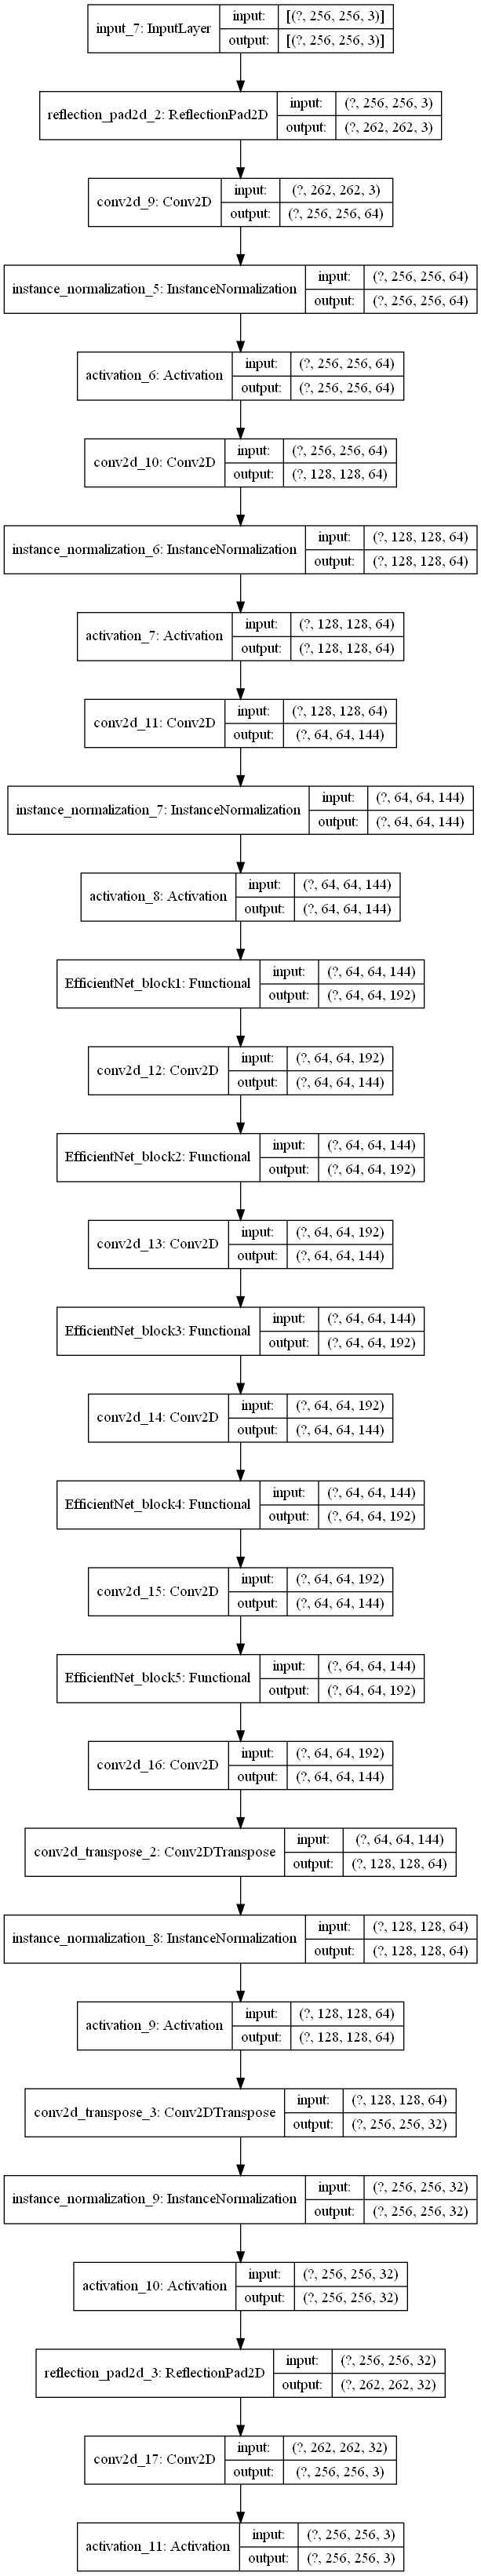 input_7: InputLayer
input: [(?, 256, 256, 3)]
output: [(?, 256, 256, 3)]
reflection_pad2d_2: ReflectionPad2D
input: (?, 256, 256, 3)
output: (?, 262, 262, 3)
conv2d_9: Conv2D
input: (?, 262, 262, 3)
output: (?, 256, 256, 64)
instance_normalization_5: InstanceNormalization
input: (?, 256, 256, 64)
output: (?, 256, 256, 64)
activation_6: Activation
input: (?, 256, 256, 64)
output: (?, 256, 256, 64)
conv2d_10: Conv2D
input: (?, 256, 256, 64)
output: (?, 128, 128, 64)
instance_normalization_6: InstanceNormalization
input: (?, 128, 128, 64)
output: (?, 128, 128, 64)
activation_7: Activation
input: (?, 128, 128, 64)
output: (?, 128, 128, 64)
conv2d_11: Conv2D
input: (?, 128, 128, 64)
output: (?, 64, 64, 144)
instance_normalization_7: InstanceNormalization
input: (?, 64, 64, 144)
output: (?, 64, 64, 144)
activation_8: Activation
input: (?, 64, 64, 144)
output: (?, 64, 64, 144)
EfficientNet_block1: Functional
input: (?, 64, 64, 144)
output: (?, 64, 64, 192)
conv2d_12: Conv2D
input: (?, 64, 64, 192)
output: (?, 64, 64, 144)
EfficientNet_block2: Functional
input: (?, 64, 64, 144)
output: (?, 64, 64, 192)
conv2d_13: Conv2D
input: (?, 64, 64, 192)
output: (?, 64, 64, 144)
EfficientNet_block3: Functional
input: (?, 64, 64, 144)
output: (?, 64, 64, 192)
conv2d_14: Conv2D
input: (?, 64, 64, 192)
output: (?, 64, 64, 144)
EfficientNet_block4: Functional
input: (?, 64, 64, 144)
output: (?, 64, 64, 192)
conv2d_15: Conv2D
input: (?, 64, 64, 192)
output: (?, 64, 64, 144)
EfficientNet_block5: Functional
input: (?, 64, 64, 144)
output: (?, 64, 64, 192)
conv2d_16: Conv2D
input: (?, 64, 64, 192)
output: (?, 64, 64, 144)
conv2d_transpose_2: Conv2DTranspose
input: (?, 64, 64, 144)
output: (?, 128, 128, 64)
instance_normalization_8: InstanceNormalization
input: (?, 128, 128, 64)
output: (?, 128, 128, 64)
activation_9: Activation
input: (?, 128, 128, 64)
output: (?, 128, 128, 64)
conv2d_transpose_3: Conv2DTranspose
input: (?, 128, 128, 64)
output: (?, 256, 256, 32)
instance_normalization_9: InstanceNormalization
input: (?, 256, 256, 32)
output: (?, 256, 256, 32)
activation_10: Activation
input: (?, 256, 256, 32)
output: (?, 256, 256, 32)
reflection_pad2d_3: ReflectionPad2D
input: (?, 256, 256, 32)
output: (?, 262, 262, 32)
conv2d_17: Conv2D
input: (?, 262, 262, 32)
output: (?, 256, 256, 3)
activation_11: Activation
input: (?, 256, 256, 3)
output: (?, 256, 256, 3)